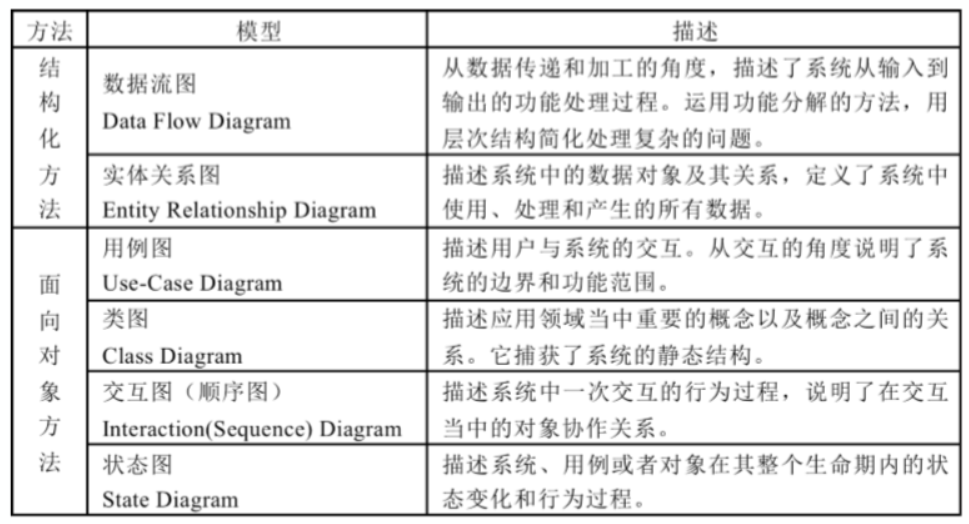 方法 模型 描述
结构化方法
数据流图
Data Flow Diagram
从数据传递和加工的角度，描述了系统从输入到
输出的功能处理过程。运用功能分解的方法，用
层次结构简化处理复杂的问题。
实体关系图
Entity Relationship Diagram
描述系统中的数据对象及其关系，定义了系统中
使用、处理和产生的所有数据。
面向对象方法
用例图
Use-Case Diagram
描述用户与系统的交互。从交互的角度说明了系
统的边界和功能范围。
类图
Class Diagram
描述应用领域当中重要的概念以及概念之间的关
系。它捕获了系统的静态结构。
交互图（顺序图）
Interaction(Sequence) Diagram
描述系统中一次交互的行为过程，说明了在交互
当中的对象协作关系。
状态图
State Diagram
描述系统、用例或者对象在其整个生命期内的状
态变化和行为过程。